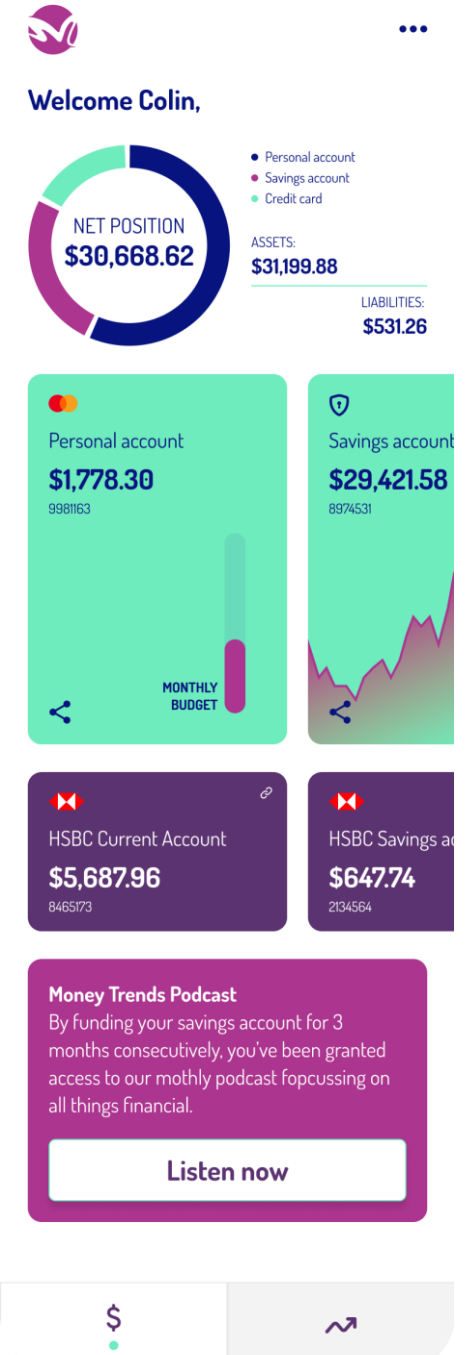 Welcome Colin,
NET POSITION
$30,668.62
Personal account
Savings account
Credit card
ASSETS:
$31,199.88
LIABILITIES:
$531.26
Personal account
$1,778.30
9981163
MONTHLY
BUDGET
Savings account
$29,421.58
8974531
HSBC Current Account
$5,687.96
8465173
HSBC Savings ac
$647.74
2134564
Money Trends Podcast
By funding your savings account for 3
months consecutively, you've been granted
access to our mothly podcast fopcussing on
all things financial.
Listen now
$